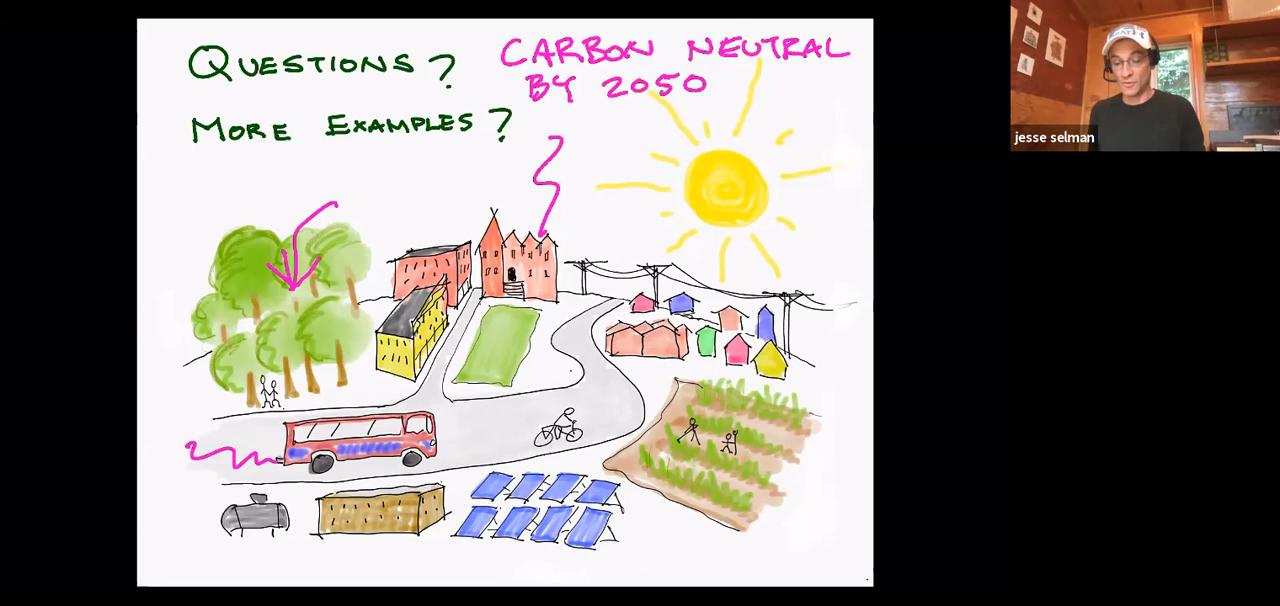 QUESTIONS?
MORE EXAMPLES?
CARBON NEUTRAL
BY 2050
jesse selman